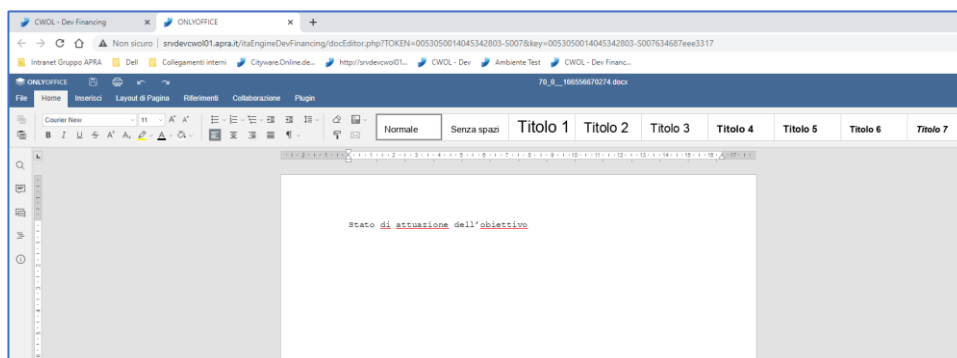 CWOL - Dev Financing
ONLYOFFICE
Non sicuro | srvdevcwol01.apra.it/itaEngineDevFinancing/docEditor.php?TOKEN=0053050014045342803-S007&key=0053050014045342803-S007634687eee3317
Intranet Gruppo APRA Dell Collegamenti interni Cityware.Online.de... http://srvdevcwol01... CWOL - Dev Ambiente Test CWOL - Dev Financ...
ONLYOFFICE 70_0__166556670274.docx
File Home Inserisci Layout di Pagina Riferimenti Collaborazione Plugin
Courier New 11
Normale Senza spazi Titolo 1 Titolo 2 Titolo 3 Titolo 4 Titolo 5 Titolo 6 Titolo 7
Stato di attuazione dell'obiettivo